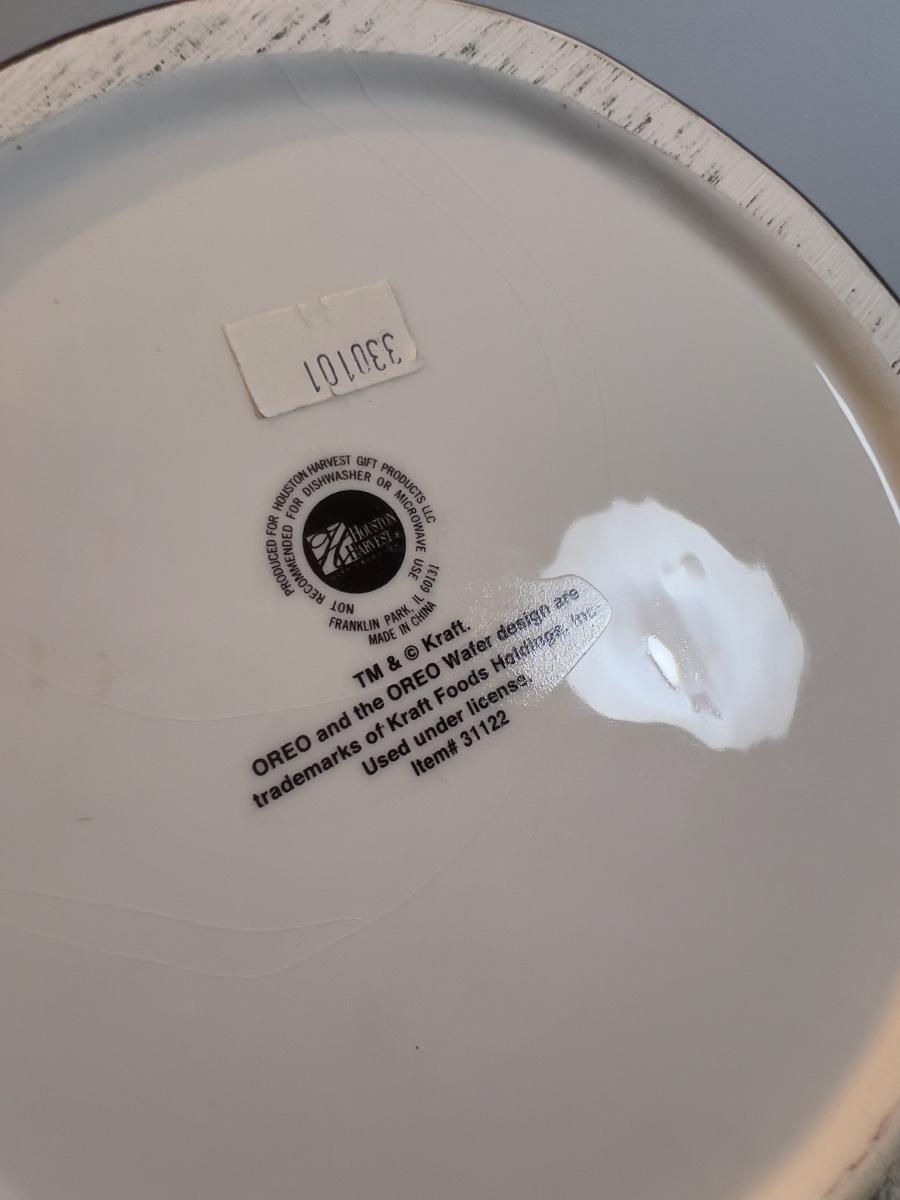 330101
PRODUCED FOR HOUSTON HARVEST GIFT PRODUCTS LLC
NOT RECOMMENDED FOR DISHWASHER OR MICROWAVE USE
HOUSTON
HARVEST
FRANKLIN PARK, IL 60131
MADE IN CHINA
TM & © Kraft.
OREO and the OREO Wafer design are
trademarks of Kraft Foods Holdings, Inc.
Used under license.
Item# 31122